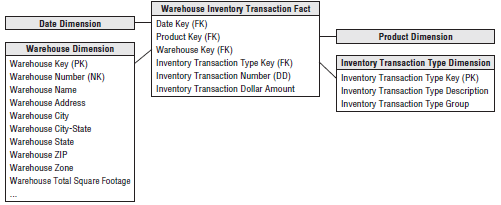 Date Dimension
Warehouse Dimension
Warehouse Key (PK)
Warehouse Number (NK)
Warehouse Name
Warehouse Address
Warehouse City
Warehouse City-State
Warehouse State
Warehouse ZIP
Warehouse Zone
Warehouse Total Square Footage
...
Warehouse Inventory Transaction Fact
Date Key (FK)
Product Key (FK)
Warehouse Key (FK)
Inventory Transaction Type Key (FK)
Inventory Transaction Number (DD)
Inventory Transaction Dollar Amount
Product Dimension
Inventory Transaction Type Dimension
Inventory Transaction Type Key (PK)
Inventory Transaction Type Description
Inventory Transaction Type Group